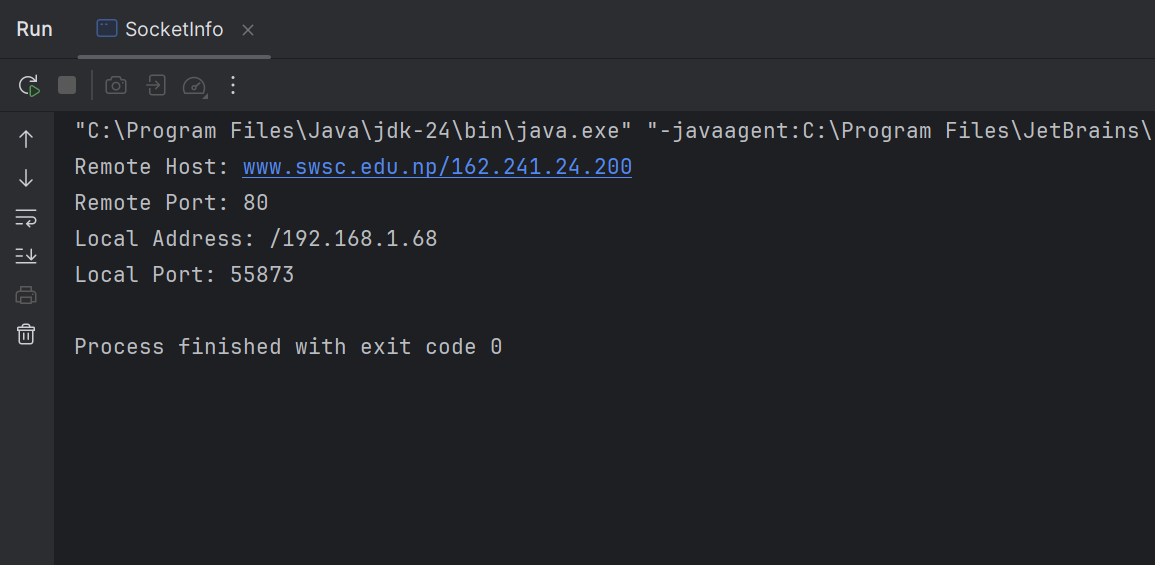 Run SocketInfo
"C:\Program Files\Java\jdk-24\bin\java.exe" "-javaagent:C:\Program Files\JetBrains\
Remote Host: www.swsc.edu.np/162.241.24.200
Remote Port: 80
Local Address: /192.168.1.68
Local Port: 55873
Process finished with exit code 0